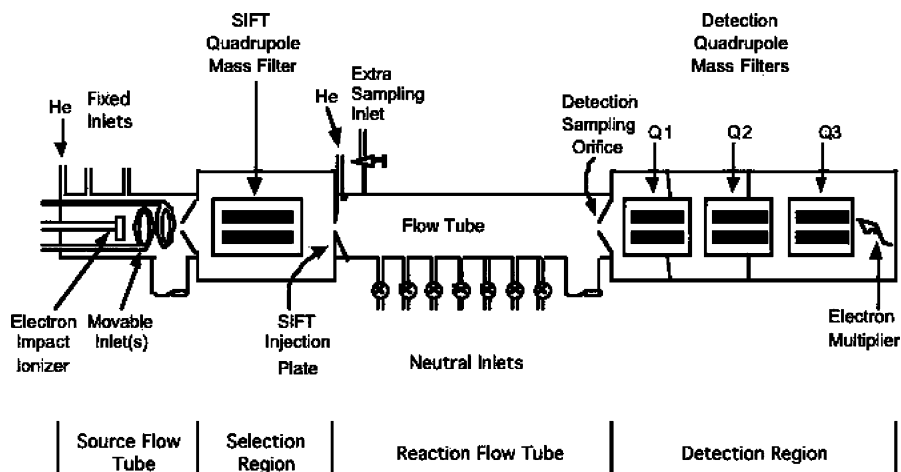 SIFT
Quadrupole
Mass Filter
Detection
Quadrupole
Mass Filters
He
Fixed
Inlets
He
Extra
Sampling
Inlet
Detection
Sampling
Orifice
Q1
Q2
Q3
Flow Tube
Electron
Impact
Ionizer
Movable
Inlet(s)
SIFT
Injection
Plate
Neutral Inlets
Electron
Multiplier
Source Flow
Tube
Selection
Region
Reaction Flow Tube
Detection Region